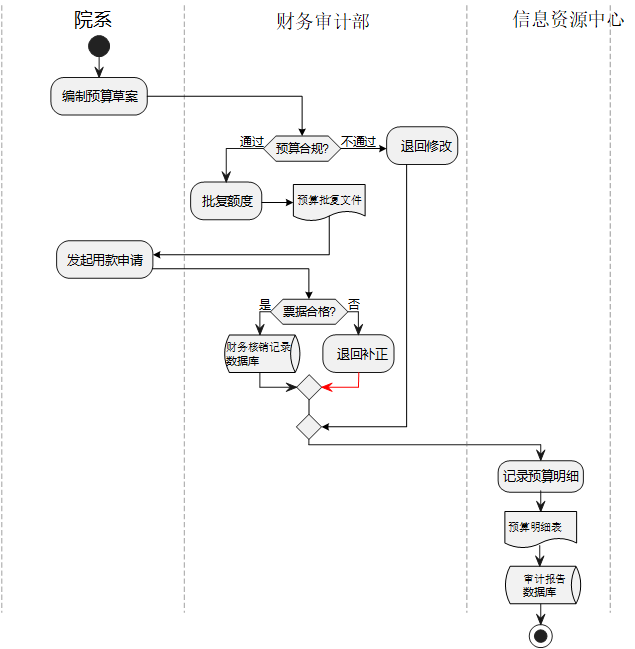 院系
财务审计部
信息资源中心
编制预算草案
通过
预算合规?
不通过
退回修改
批复额度
预算批复文件
发起用款申请
是
票据合格?
否
财务核销记录
数据库
退回补正
记录预算明细
预算明细表
审计报告
数据库